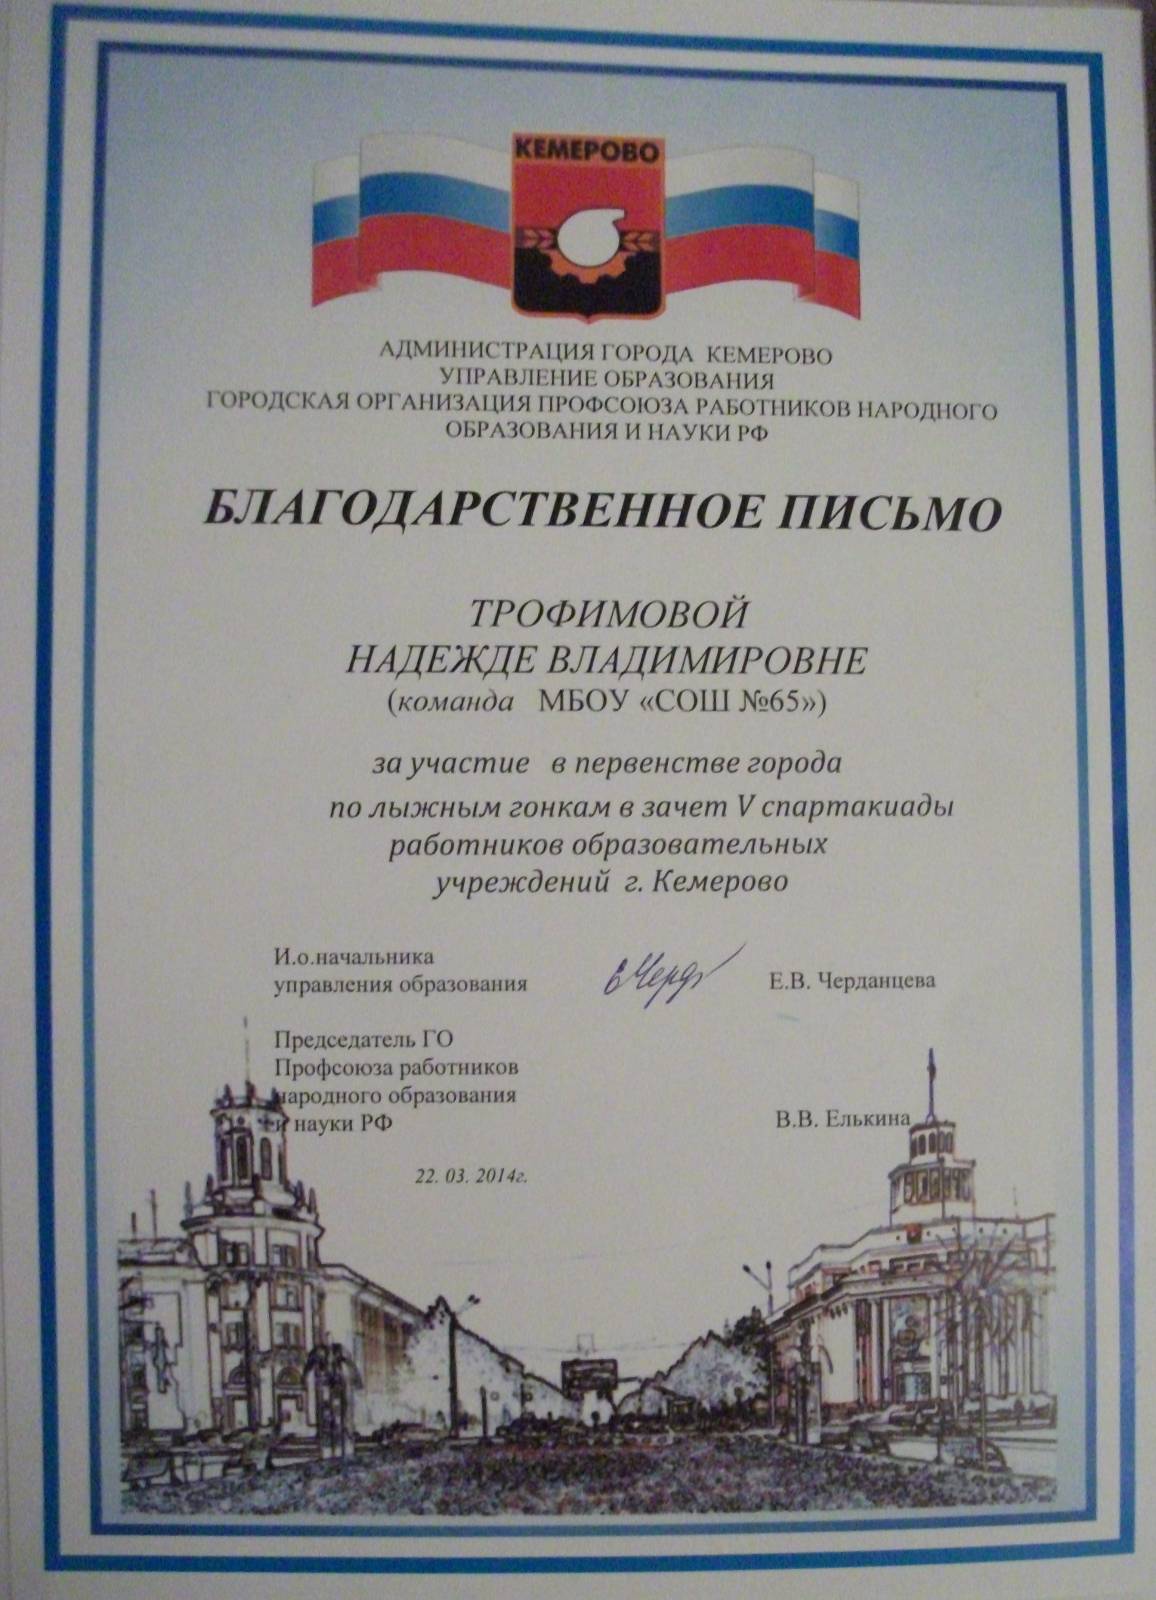 КЕМЕРОВО
АДМИНИСТРАЦИЯ ГОРОДА КЕМЕРОВО
УПРАВЛЕНИЕ ОБРАЗОВАНИЯ
ГОРОДСКАЯ ОРГАНИЗАЦИЯ ПРОФСОЮЗА РАБОТНИКОВ НАРОДНОГО
ОБРАЗОВАНИЯ И НАУКИ РФ
БЛАГОДАРСТВЕННОЕ ПИСЬМО
ТРОФИМОВОЙ
НАДЕЖДЕ ВЛАДИМИРОВНЕ
(команда МБОУ «СОШ №65»)
за участие в первенстве города
по лыжным гонкам в зачет V спартакиады
работников образовательных
учреждений г. Кемерово
И.о.начальника
управления образования Е.В. Черданцева
Председатель ГО
Профсоюза работников
народного образования
и науки РФ В.В. Елькина
22. 03. 2014г.